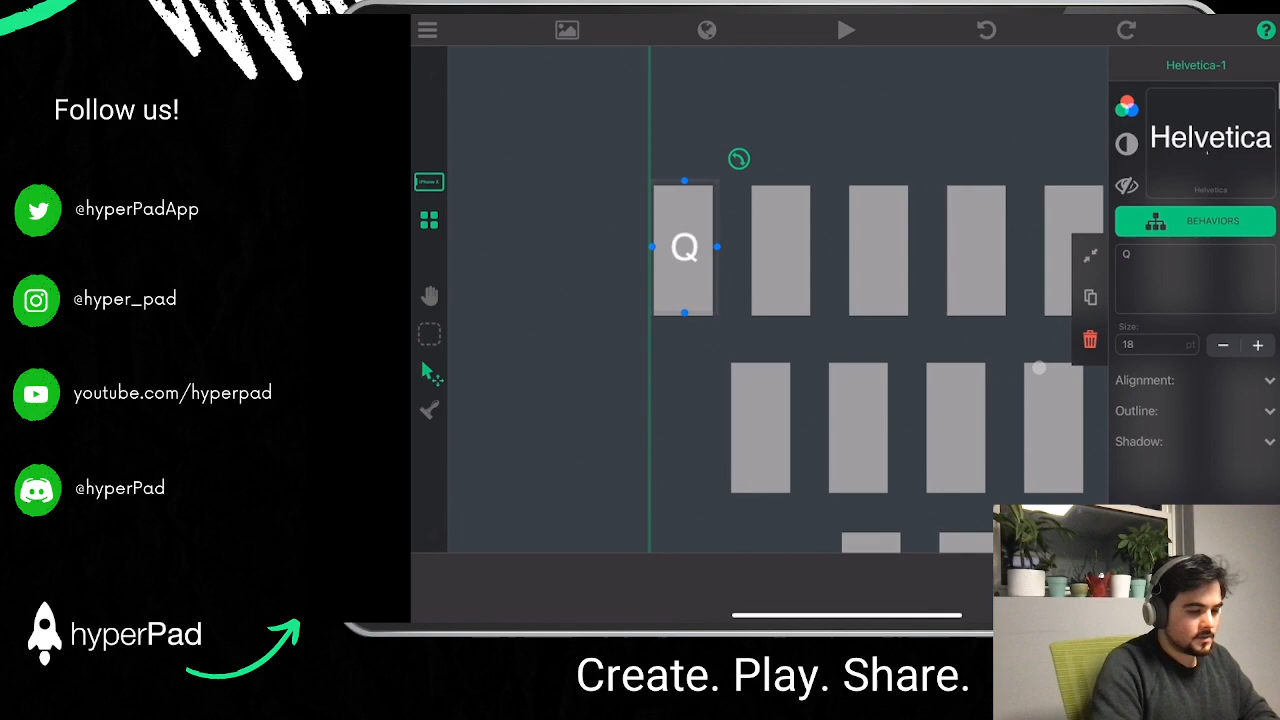 Follow us!
@hyperPadApp
@hyper_pad
youtube.com/hyperpad
@hyperPad
hyperPad
iPhone X
Q
Helvetica-1
Helvetica
Helvetica
BEHAVIORS
Q
Size:
18 pt
Alignment:
Outline:
Shadow:
Create. Play. Share.